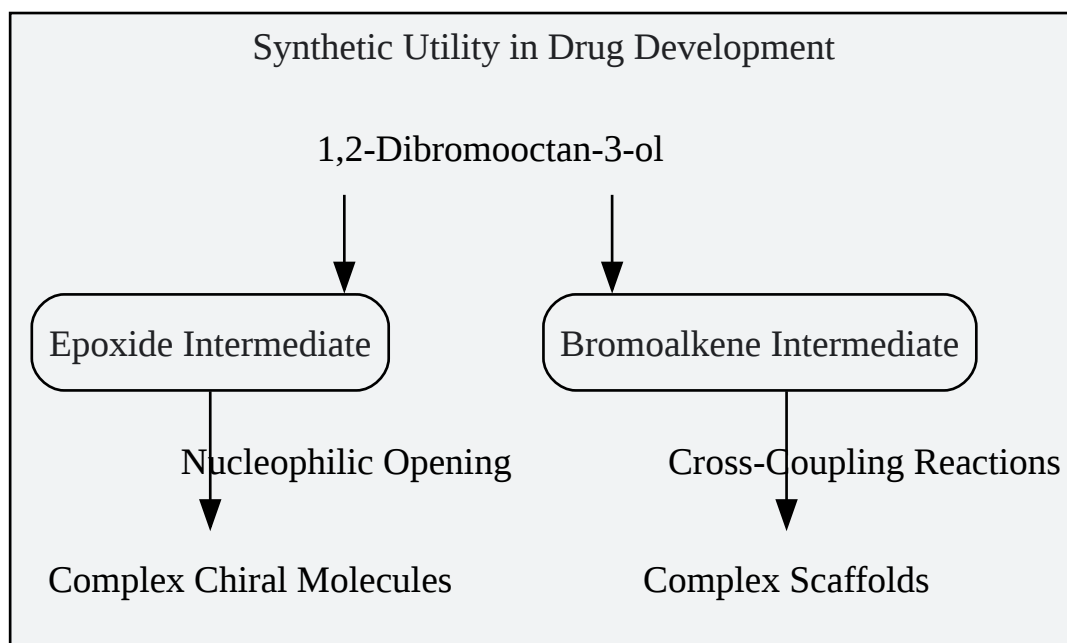 Synthetic Utility in Drug Development
1,2-Dibromooctan-3-ol
Epoxide Intermediate
Bromoalkene Intermediate
Nucleophilic Opening
Cross-Coupling Reactions
Complex Chiral Molecules
Complex Scaffolds